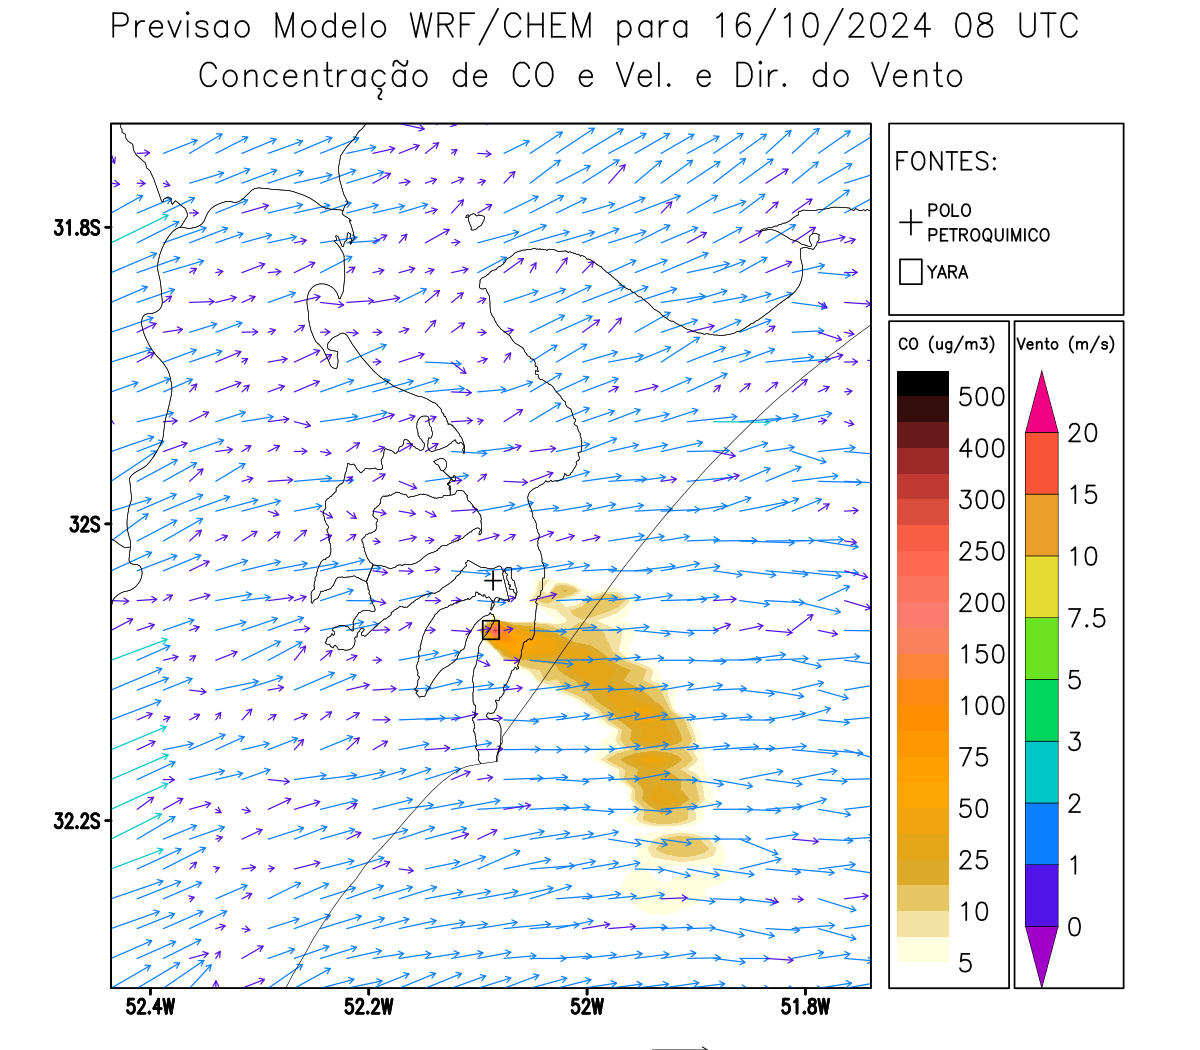 Previsao Modelo WRF/CHEM para 16/10/2024 08 UTC
Concentração de CO e Vel. e Dir. do Vento
FONTES:
POLO
PETROQUIMICO
YARA
31.8S
32S
32.2S
52.4W
52.2W
52W
51.8W
CO (ug/m3)
500
400
300
250
200
150
100
75
50
25
10
5
Vento (m/s)
20
15
10
7.5
5
3
2
1
0